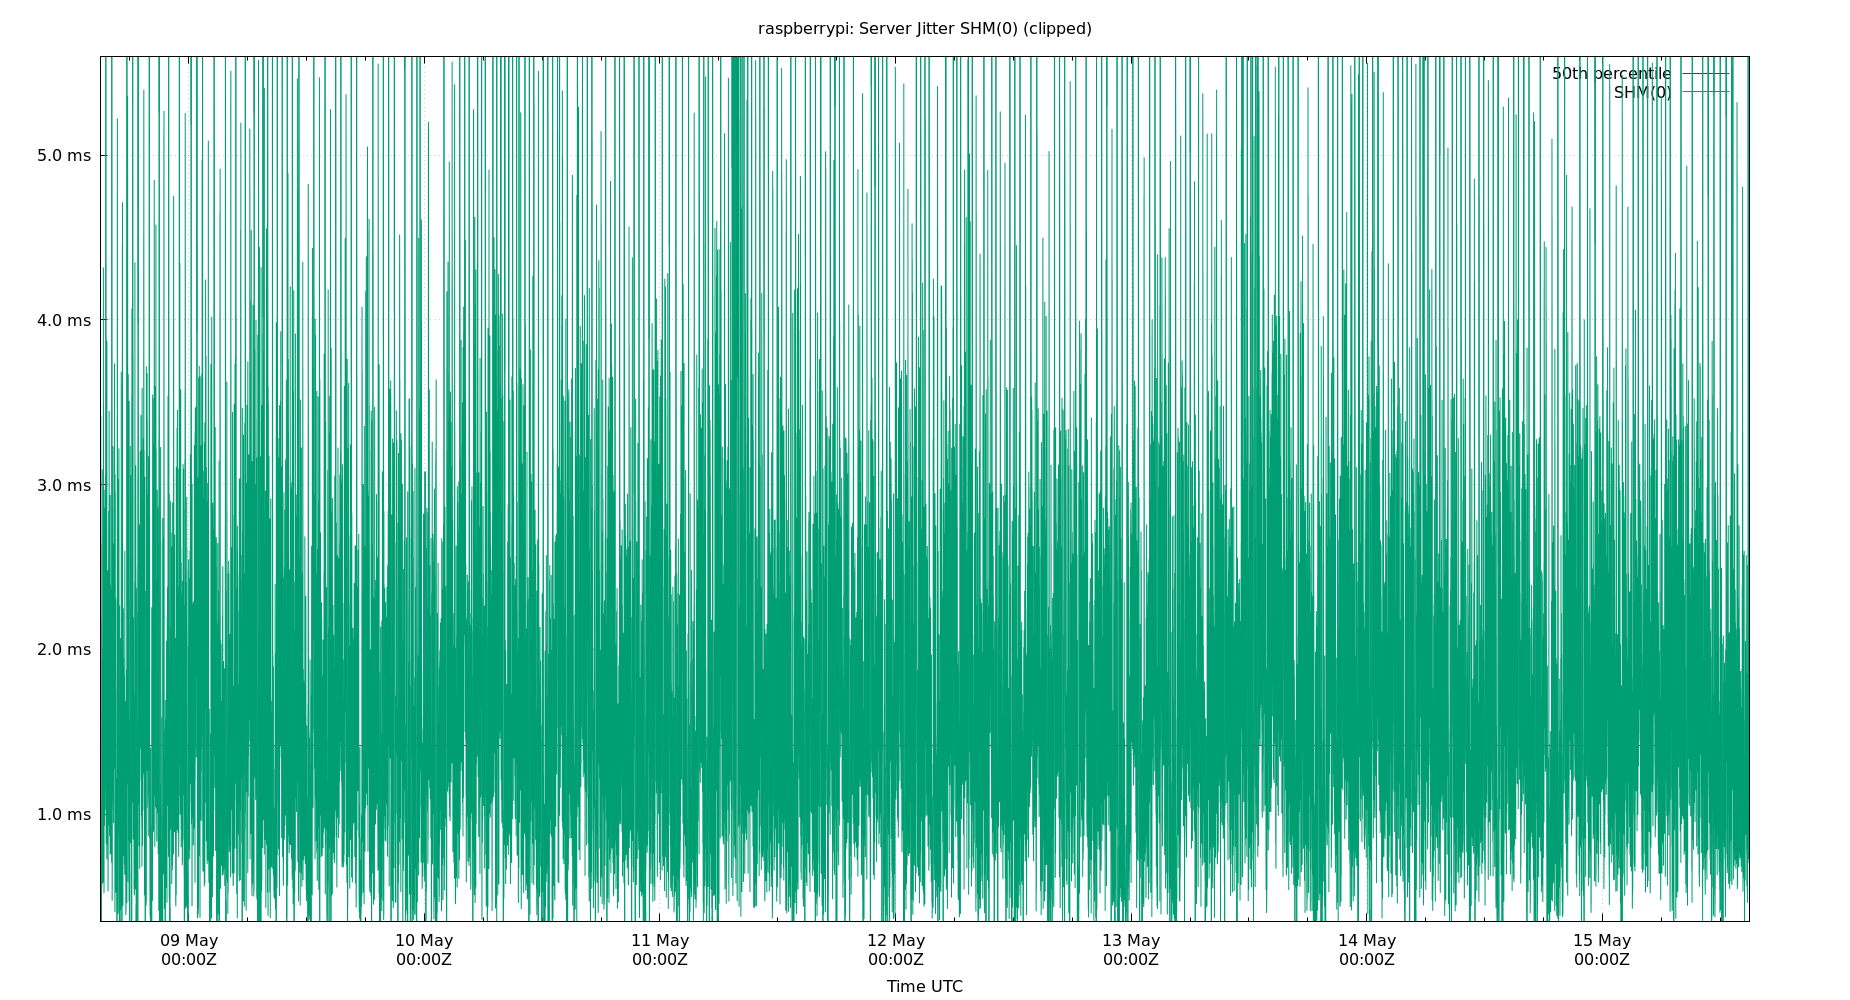 raspberrypi: Server Jitter SHM(0) (clipped)
50th percentile
SHM(0)
5.0 ms
4.0 ms
3.0 ms
2.0 ms
1.0 ms
09 May
00:00Z
10 May
00:00Z
11 May
00:00Z
12 May
00:00Z
13 May
00:00Z
14 May
00:00Z
15 May
00:00Z
Time UTC